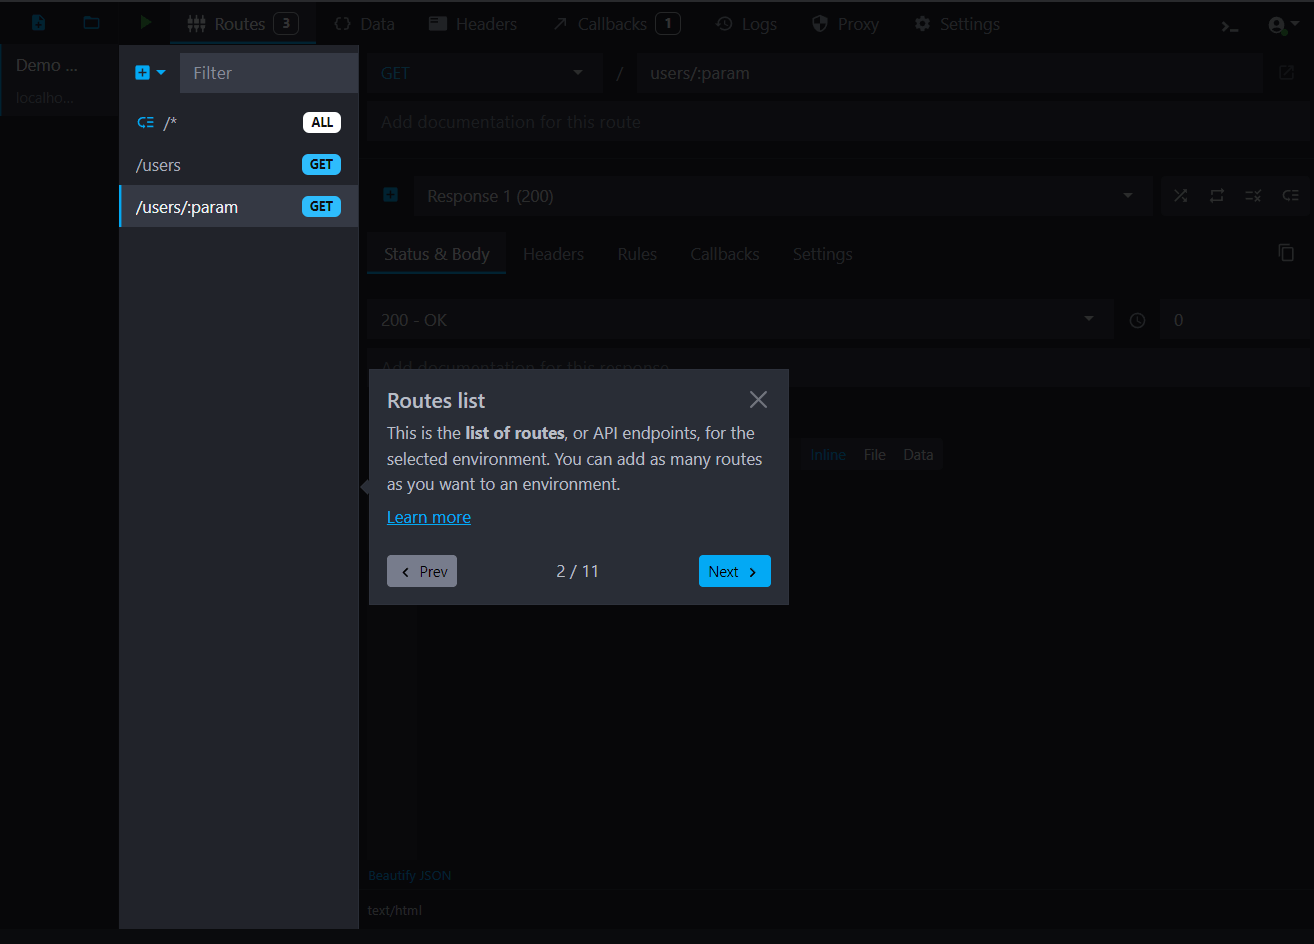 Routes 3 Data Headers Callbacks 1 Logs Proxy Settings
Demo ...
localho...
Filter
GET / users/:param
Add documentation for this route
/* ALL
/users GET
/users/:param GET
Response 1 (200)
Status & Body Headers Rules Callbacks Settings
200 - OK 0
Add documentation for this response
Routes list
This is the list of routes, or API endpoints, for the
selected environment. You can add as many routes
as you want to an environment.
Learn more
Prev 2 / 11 Next
Inline File Data
Beautify JSON
text/html